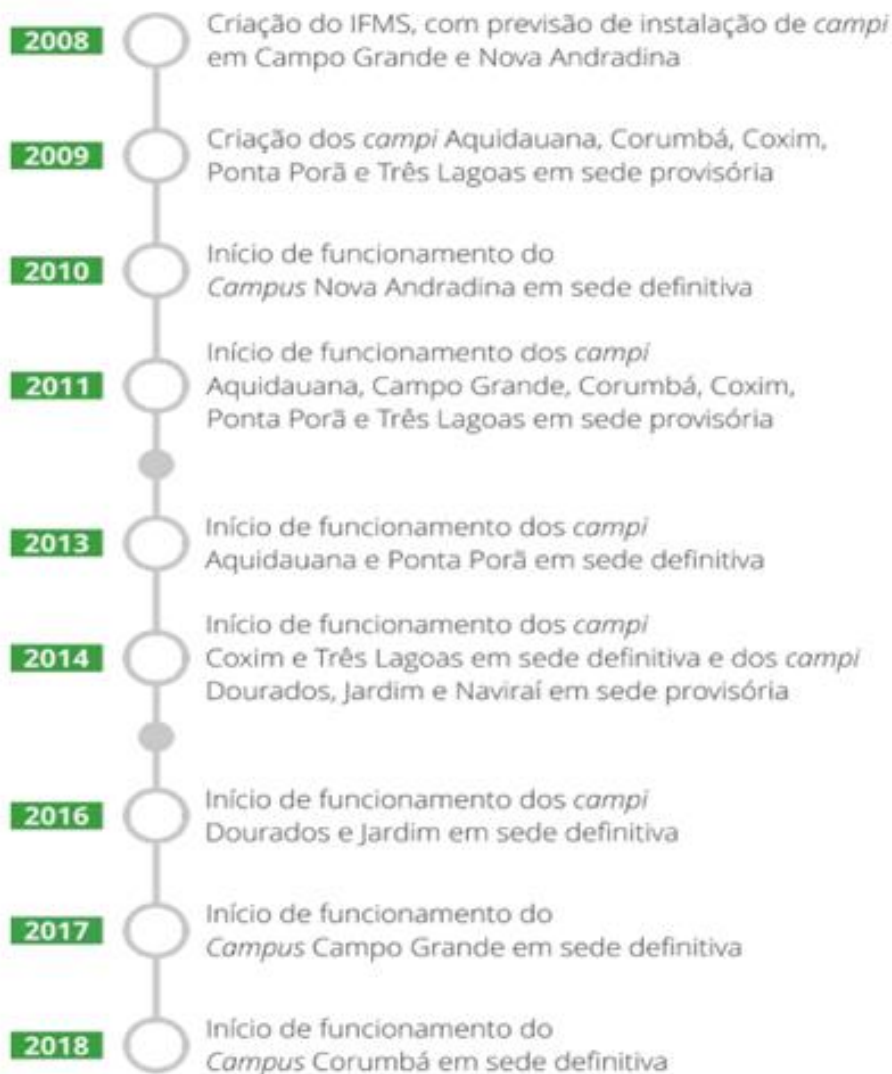 2008
Criação do IFMS, com previsão de instalação de campi
em Campo Grande e Nova Andradina
2009
Criação dos campi Aquidauana, Corumbá, Coxim,
Ponta Porã e Três Lagoas em sede provisória
2010
Início de funcionamento do
Campus Nova Andradina em sede definitiva
2011
Início de funcionamento dos campi
Aquidauana, Campo Grande, Corumbá, Coxim,
Ponta Porã e Três Lagoas em sede provisória
2013
Início de funcionamento dos campi
Aquidauana e Ponta Porã em sede definitiva
2014
Início de funcionamento dos campi
Coxim e Três Lagoas em sede definitiva e dos campi
Dourados, Jardim e Naviraí em sede provisória
2016
Início de funcionamento dos campi
Dourados e Jardim em sede definitiva
2017
Início de funcionamento do
Campus Campo Grande em sede definitiva
2018
Início de funcionamento do
Campus Corumbá em sede definitiva